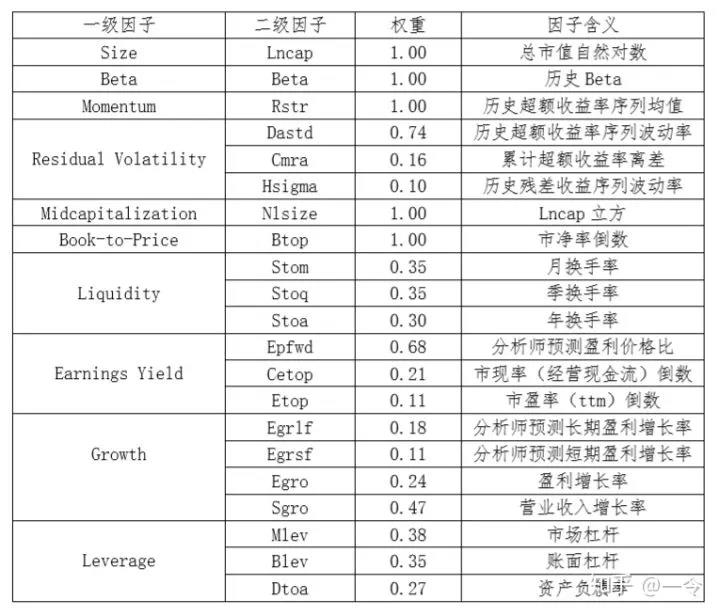 一级因子 二级因子 权重 因子含义
Size Lncap 1.00 总市值自然对数
Beta Beta 1.00 历史Beta
Momentum Rstr 1.00 历史超额收益率序列均值
Residual Volatility Dastd 0.74 历史超额收益率序列波动率
Cmra 0.16 累计超额收益率离差
Hsigma 0.10 历史残差收益序列波动率
Midcapitalization Nlsize 1.00 Lncap 立方
Book-to-Price Btop 1.00 市净率倒数
Liquidity Stom 0.35 月换手率
Stoq 0.35 季换手率
Stoa 0.30 年换手率
Earnings Yield Epfwd 0.68 分析师预测盈利价格比
Cetop 0.21 市现率（经营现金流）倒数
Etop 0.11 市盈率（ttm）倒数
Growth Egrlf 0.18 分析师预测长期盈利增长率
Egrsf 0.11 分析师预测短期盈利增长率
Egro 0.24 盈利增长率
Sgro 0.47 营业收入增长率
Leverage Mlev 0.38 市场杠杆
Blev 0.35 账面杠杆
Dtoa 0.27 资产负债率
知乎 @一令